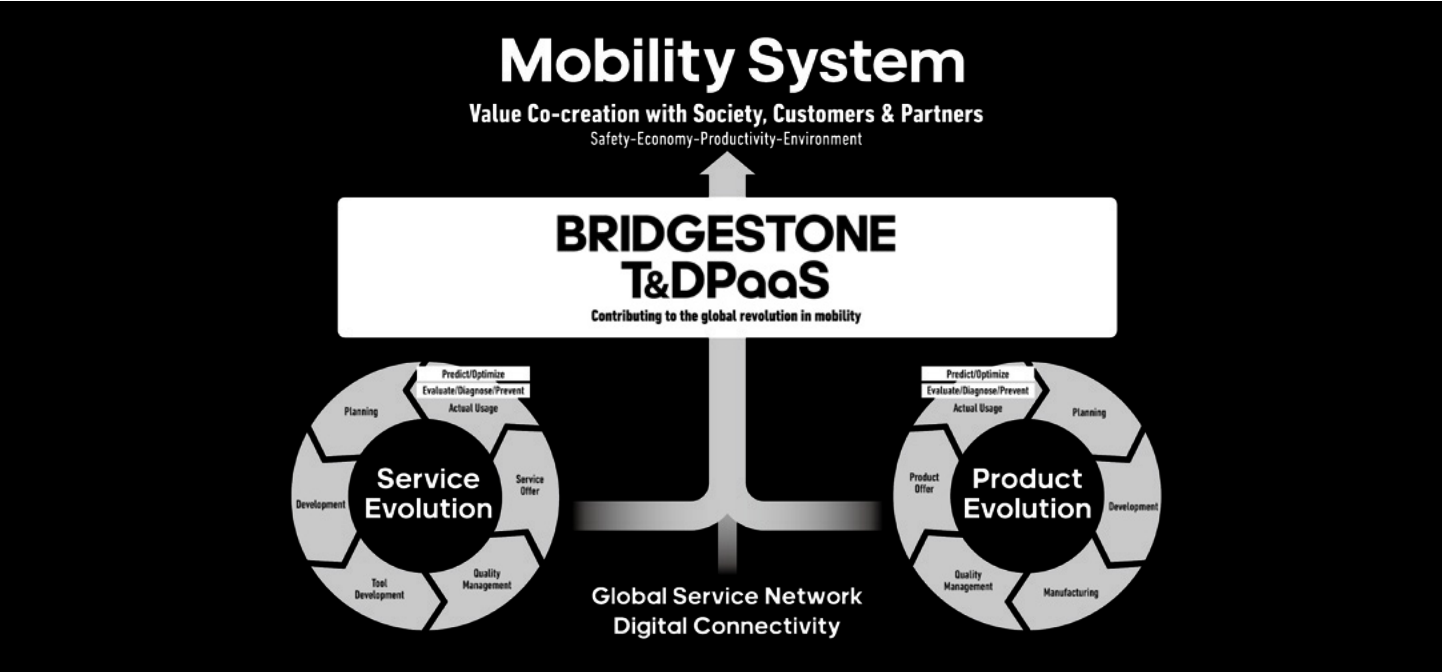 Mobility System
Value Co-creation with Society, Customers & Partners
Safety-Economy-Productivity-Environment
BRIDGESTONE
T&DPaaS
Contributing to the global revolution in mobility
Predict/Optimize
Evaluate/Diagnose/Prevent
Actual Usage
Planning
Service
Offer
Service
Evolution
Development
Quality
Management
Tool
Development
Predict/Optimize
Evaluate/Diagnose/Prevent
Actual Usage
Planning
Product
Offer
Product
Evolution
Development
Quality
Management
Manufacturing
Global Service Network
Digital Connectivity